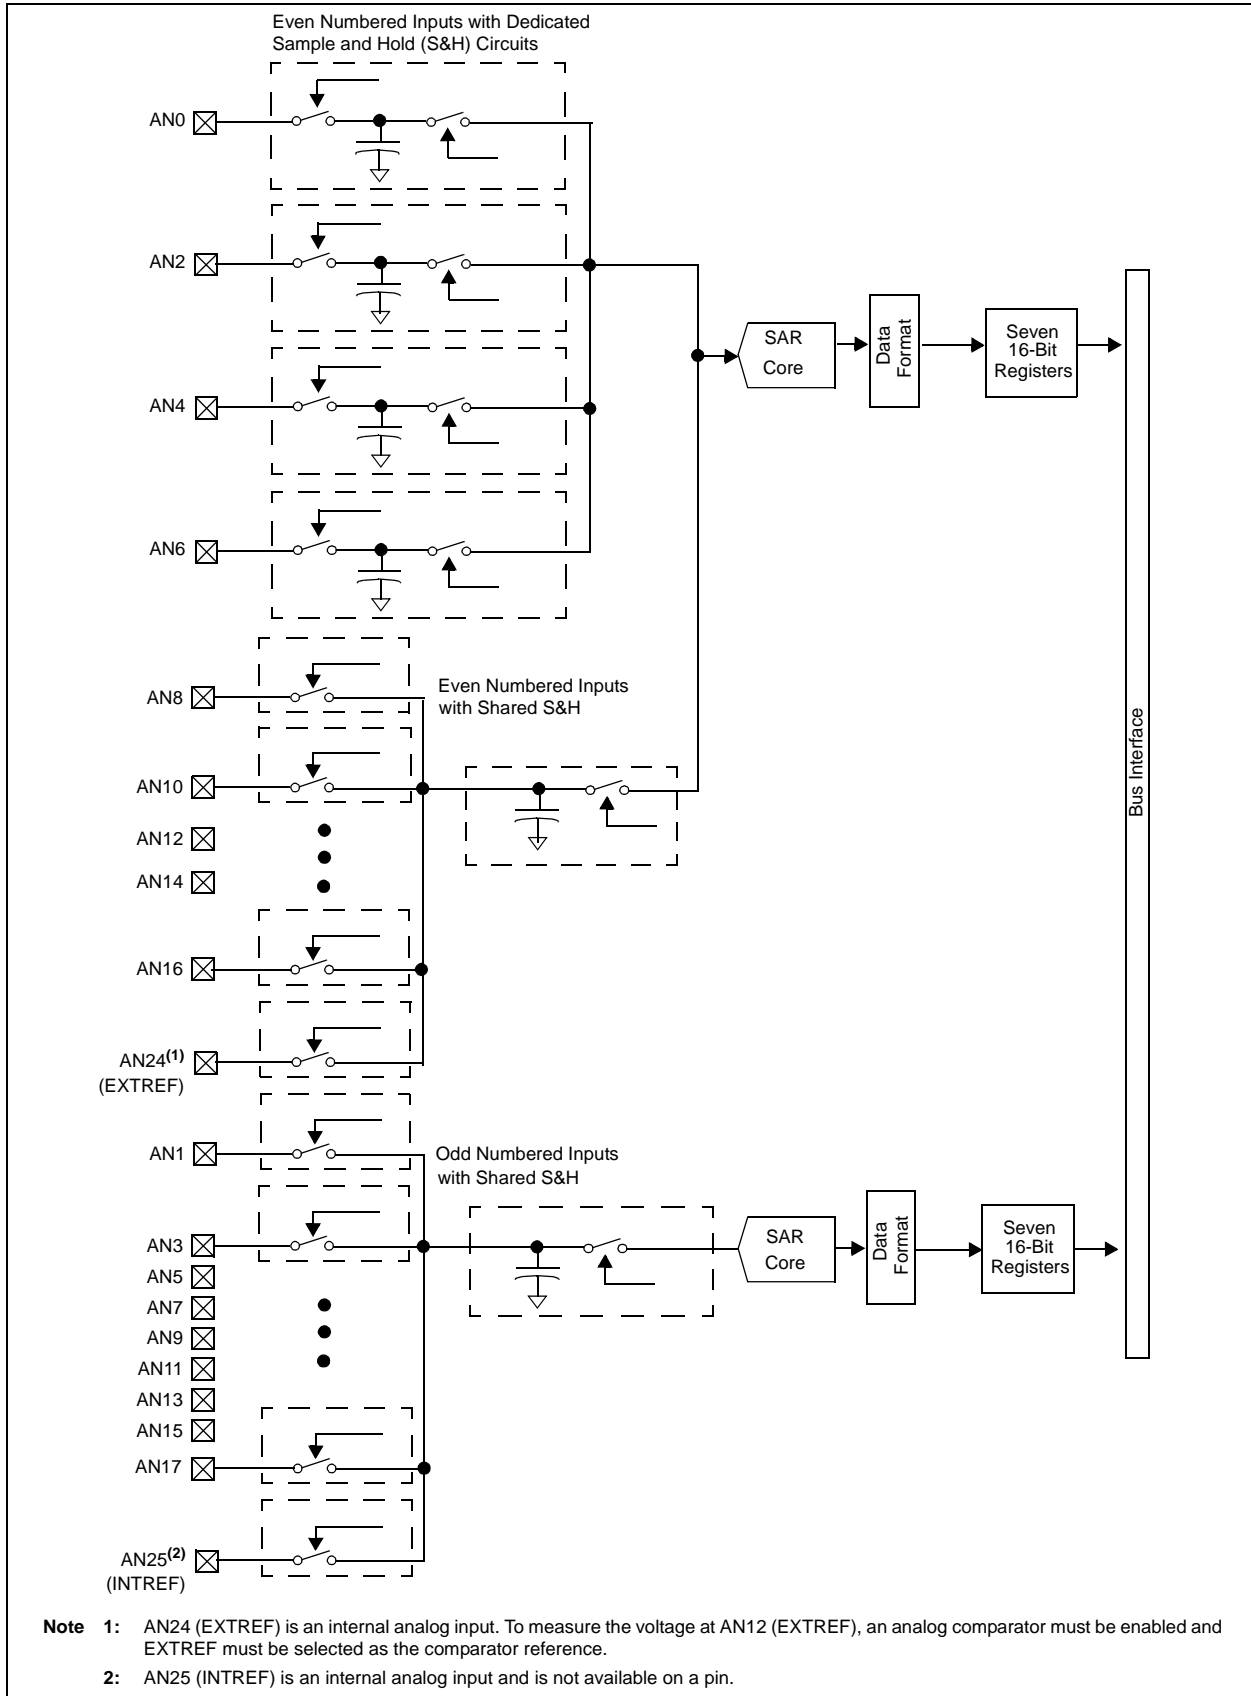 Even Numbered Inputs with Dedicated
Sample and Hold (S&H) Circuits
AN0
AN2
AN4
AN6
SAR
Core
Data
Format
Seven
16-Bit
Registers
AN8
Even Numbered Inputs
with Shared S&H
AN10
AN12
AN14
AN16
AN24(1)
(EXTREF)
Bus Interface
AN1
Odd Numbered Inputs
with Shared S&H
AN3
AN5
AN7
AN9
AN11
AN13
AN15
AN17
AN25(2)
(INTREF)
SAR
Core
Data
Format
Seven
16-Bit
Registers
Note 1: AN24 (EXTREF) is an internal analog input. To measure the voltage at AN12 (EXTREF), an analog comparator must be enabled and
EXTREF must be selected as the comparator reference.
2: AN25 (INTREF) is an internal analog input and is not available on a pin.